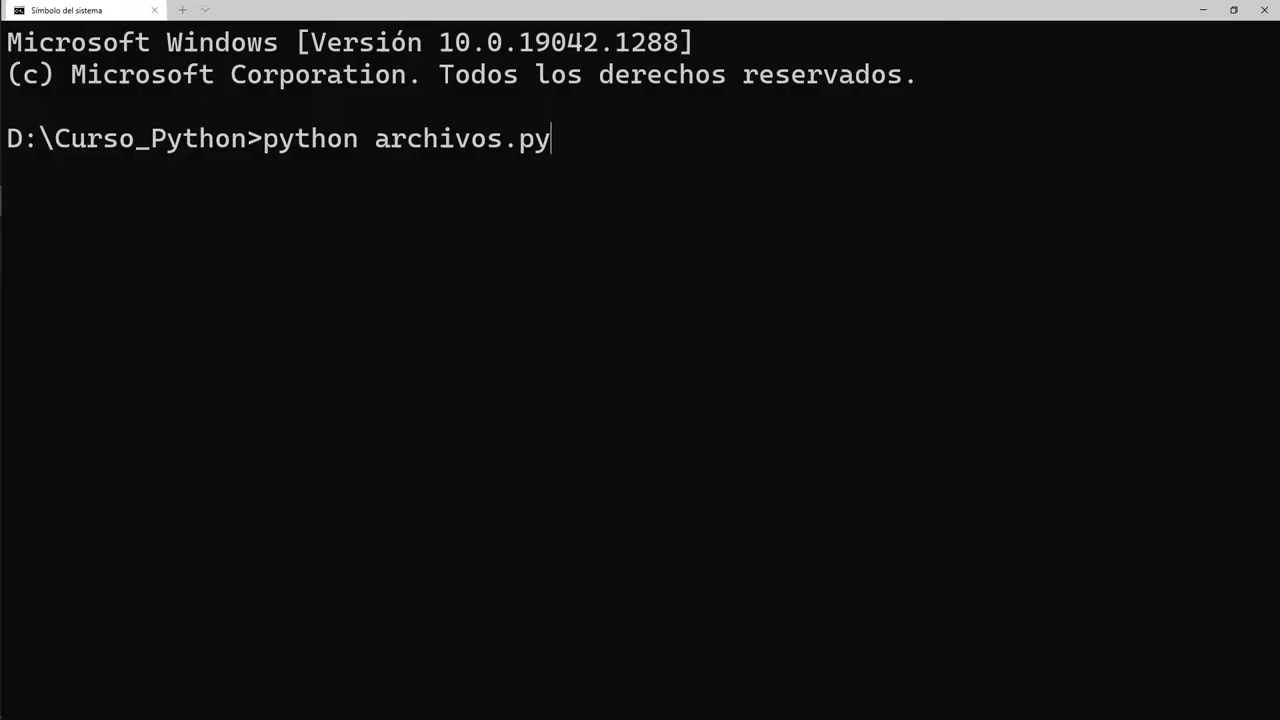 Símbolo del sistema
Microsoft Windows [Versión 10.0.19042.1288]
(c) Microsoft Corporation. Todos los derechos reservados.
D:\Curso_Python>python archivos.py